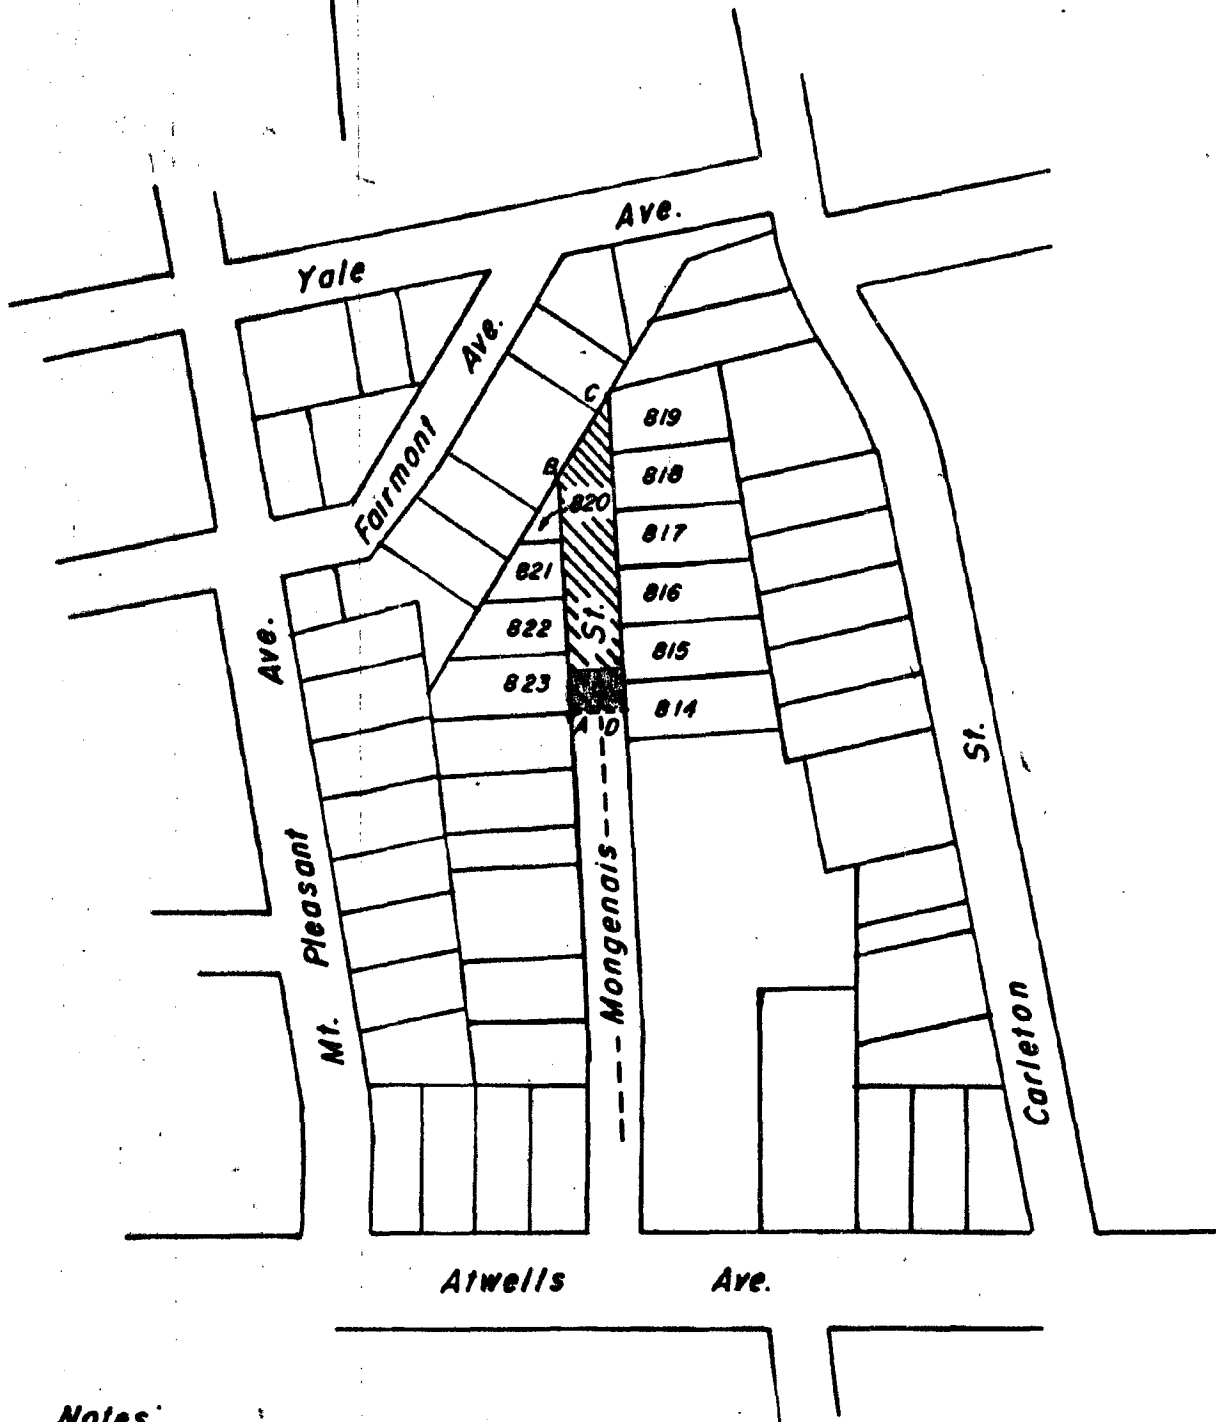 Yale Ave.
Fairmont Ave.
C
819
B
818
820
817
821
816
822
St.
815
823
814
A D
Mongenais
Mt. Pleasant Ave.
Carleton St.
Atwells Ave.
Notes: